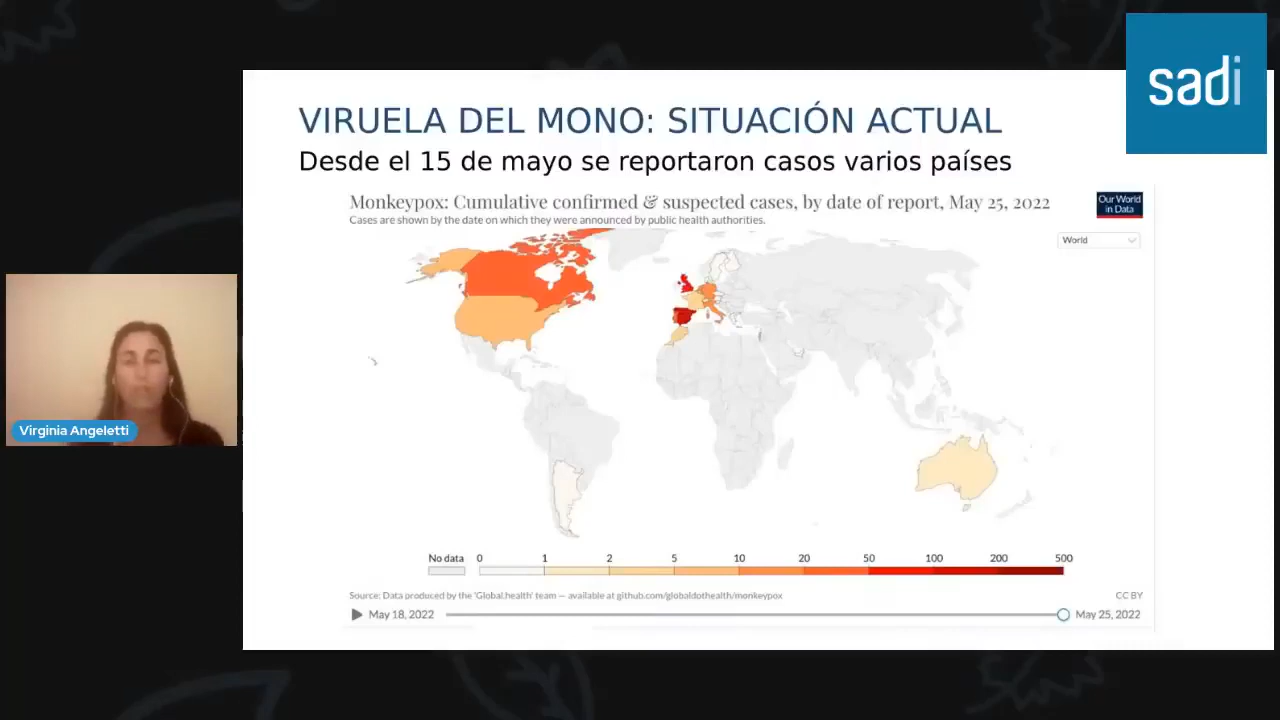 sadi
VIRUELA DEL MONO: SITUACIÓN ACTUAL
Desde el 15 de mayo se reportaron casos varios países
Monkeypox: Cumulative confirmed & suspected cases, by date of report, May 25, 2022
Cases are shown by the date on which they were announced by public health authorities.
Our World
in Data
World
Virginia Angeletti
No data 0 1 2 5 10 20 50 100 200 500
Source: Data produced by the 'Global.health' team — available at github.com/globaldothealth/monkeypox
CC BY
May 18, 2022
May 25, 2022